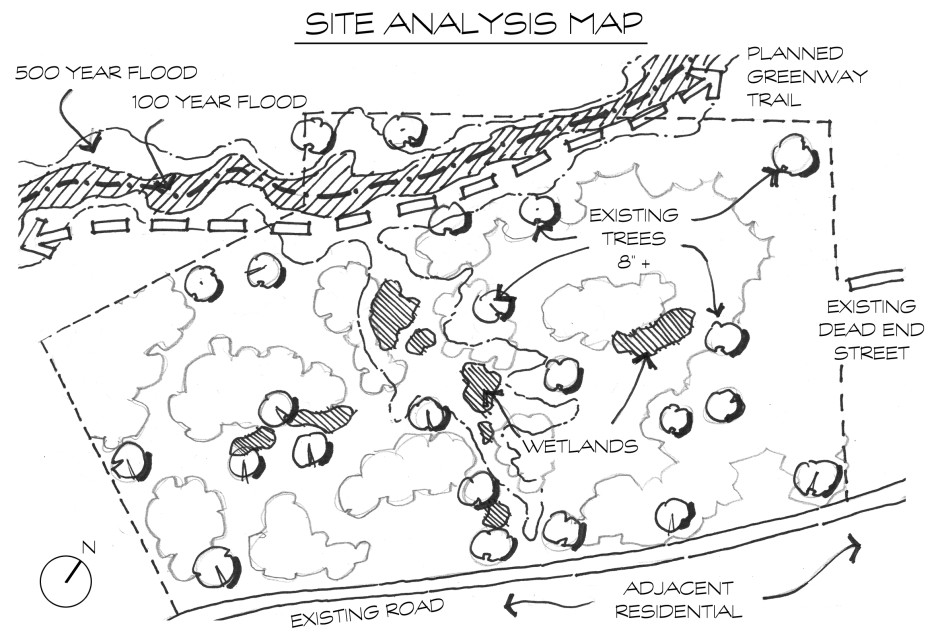 SITE ANALYSIS MAP
500 YEAR FLOOD
100 YEAR FLOOD
PLANNED
GREENWAY
TRAIL
EXISTING
TREES
8" +
EXISTING
DEAD END
STREET
WETLANDS
N
EXISTING ROAD
ADJACENT
RESIDENTIAL